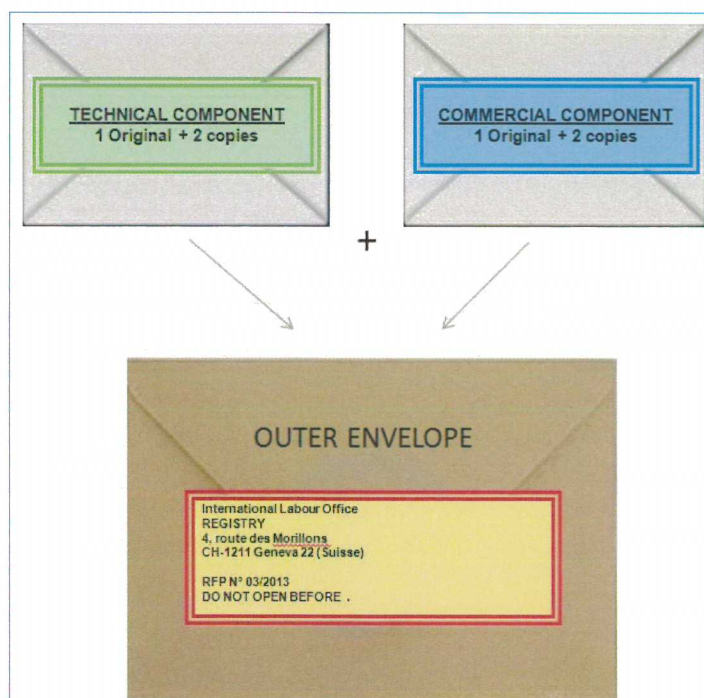 TECHNICAL COMPONENT
1 Original + 2 copies
COMMERCIAL COMPONENT
1 Original + 2 copies
+
OUTER ENVELOPE
International Labour Office
REGISTRY
4, route des Morillons
CH-1211 Geneva 22 (Suisse)
RFP N° 03/2013
DO NOT OPEN BEFORE .